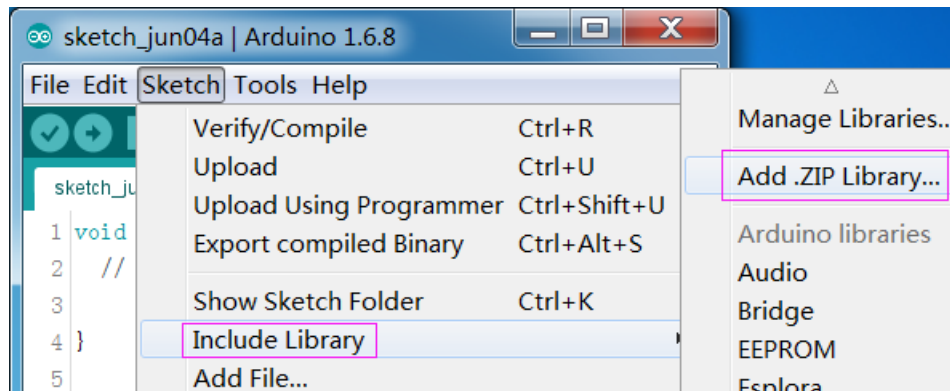 sketch_jun04a | Arduino 1.6.8
File Edit Sketch Tools Help
Verify/Compile Ctrl+R
Upload Ctrl+U
Upload Using Programmer Ctrl+Shift+U
Export compiled Binary Ctrl+Alt+S
Show Sketch Folder Ctrl+K
Include Library
Add File...
Manage Libraries..
Add .ZIP Library...
Arduino libraries
Audio
Bridge
EEPROM
Esplora
sketch_ju
1 void
2 //
3
4 }
5